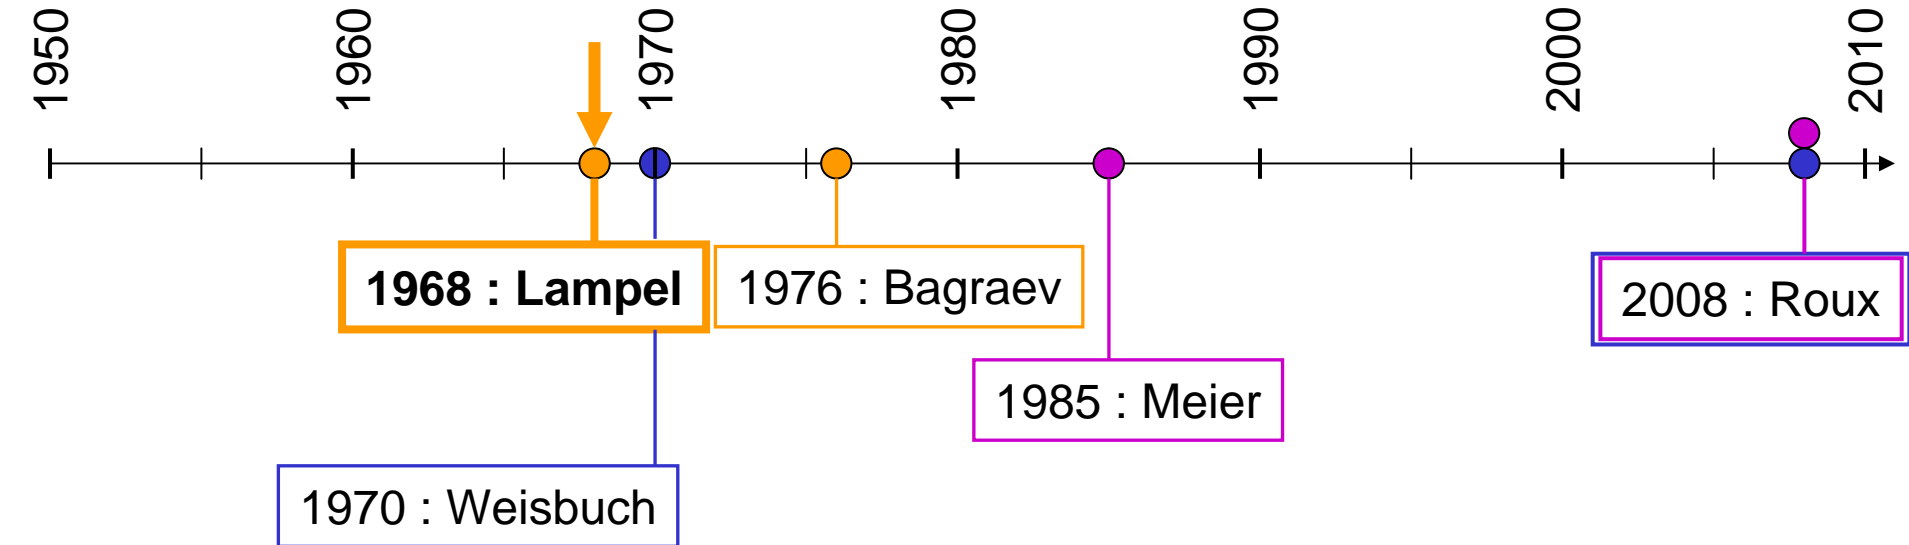 1950
1960
1970
1980
1990
2000
2010
1968 : Lampel
1976 : Bagraev
2008 : Roux
1985 : Meier
1970 : Weisbuch